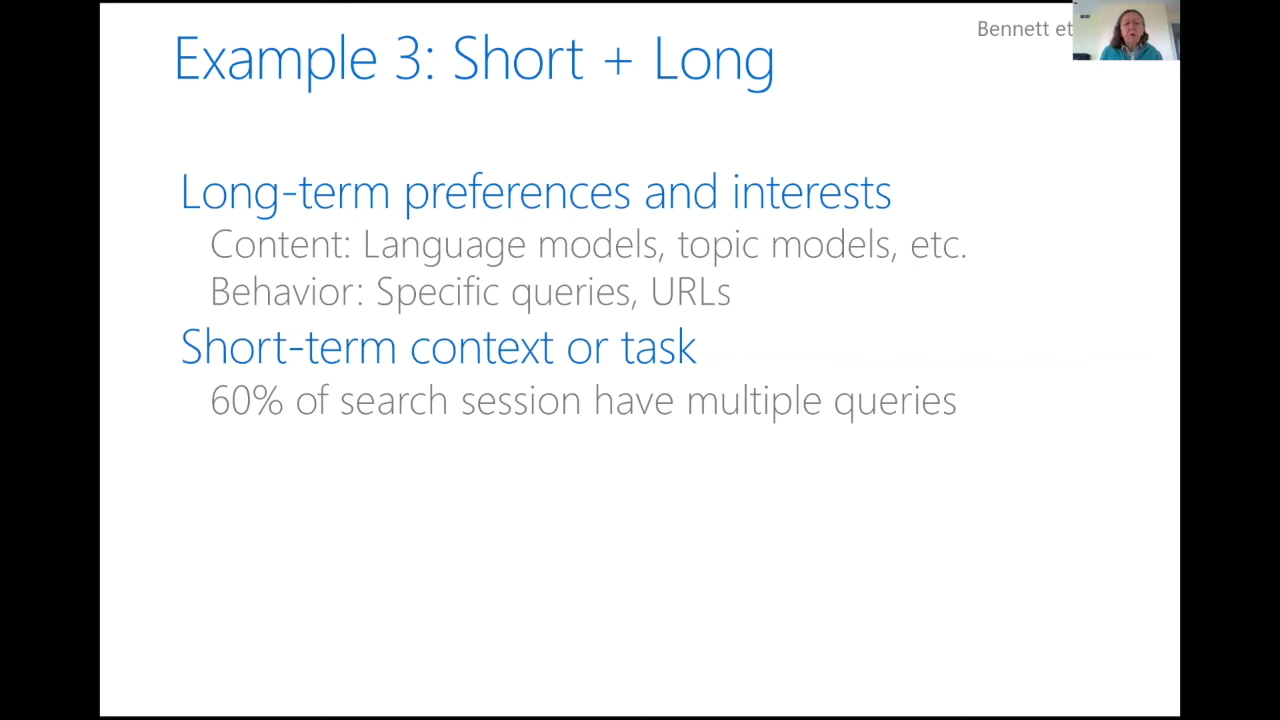 Bennett et
Example 3: Short + Long
Long-term preferences and interests
Content: Language models, topic models, etc.
Behavior: Specific queries, URLs
Short-term context or task
60% of search session have multiple queries